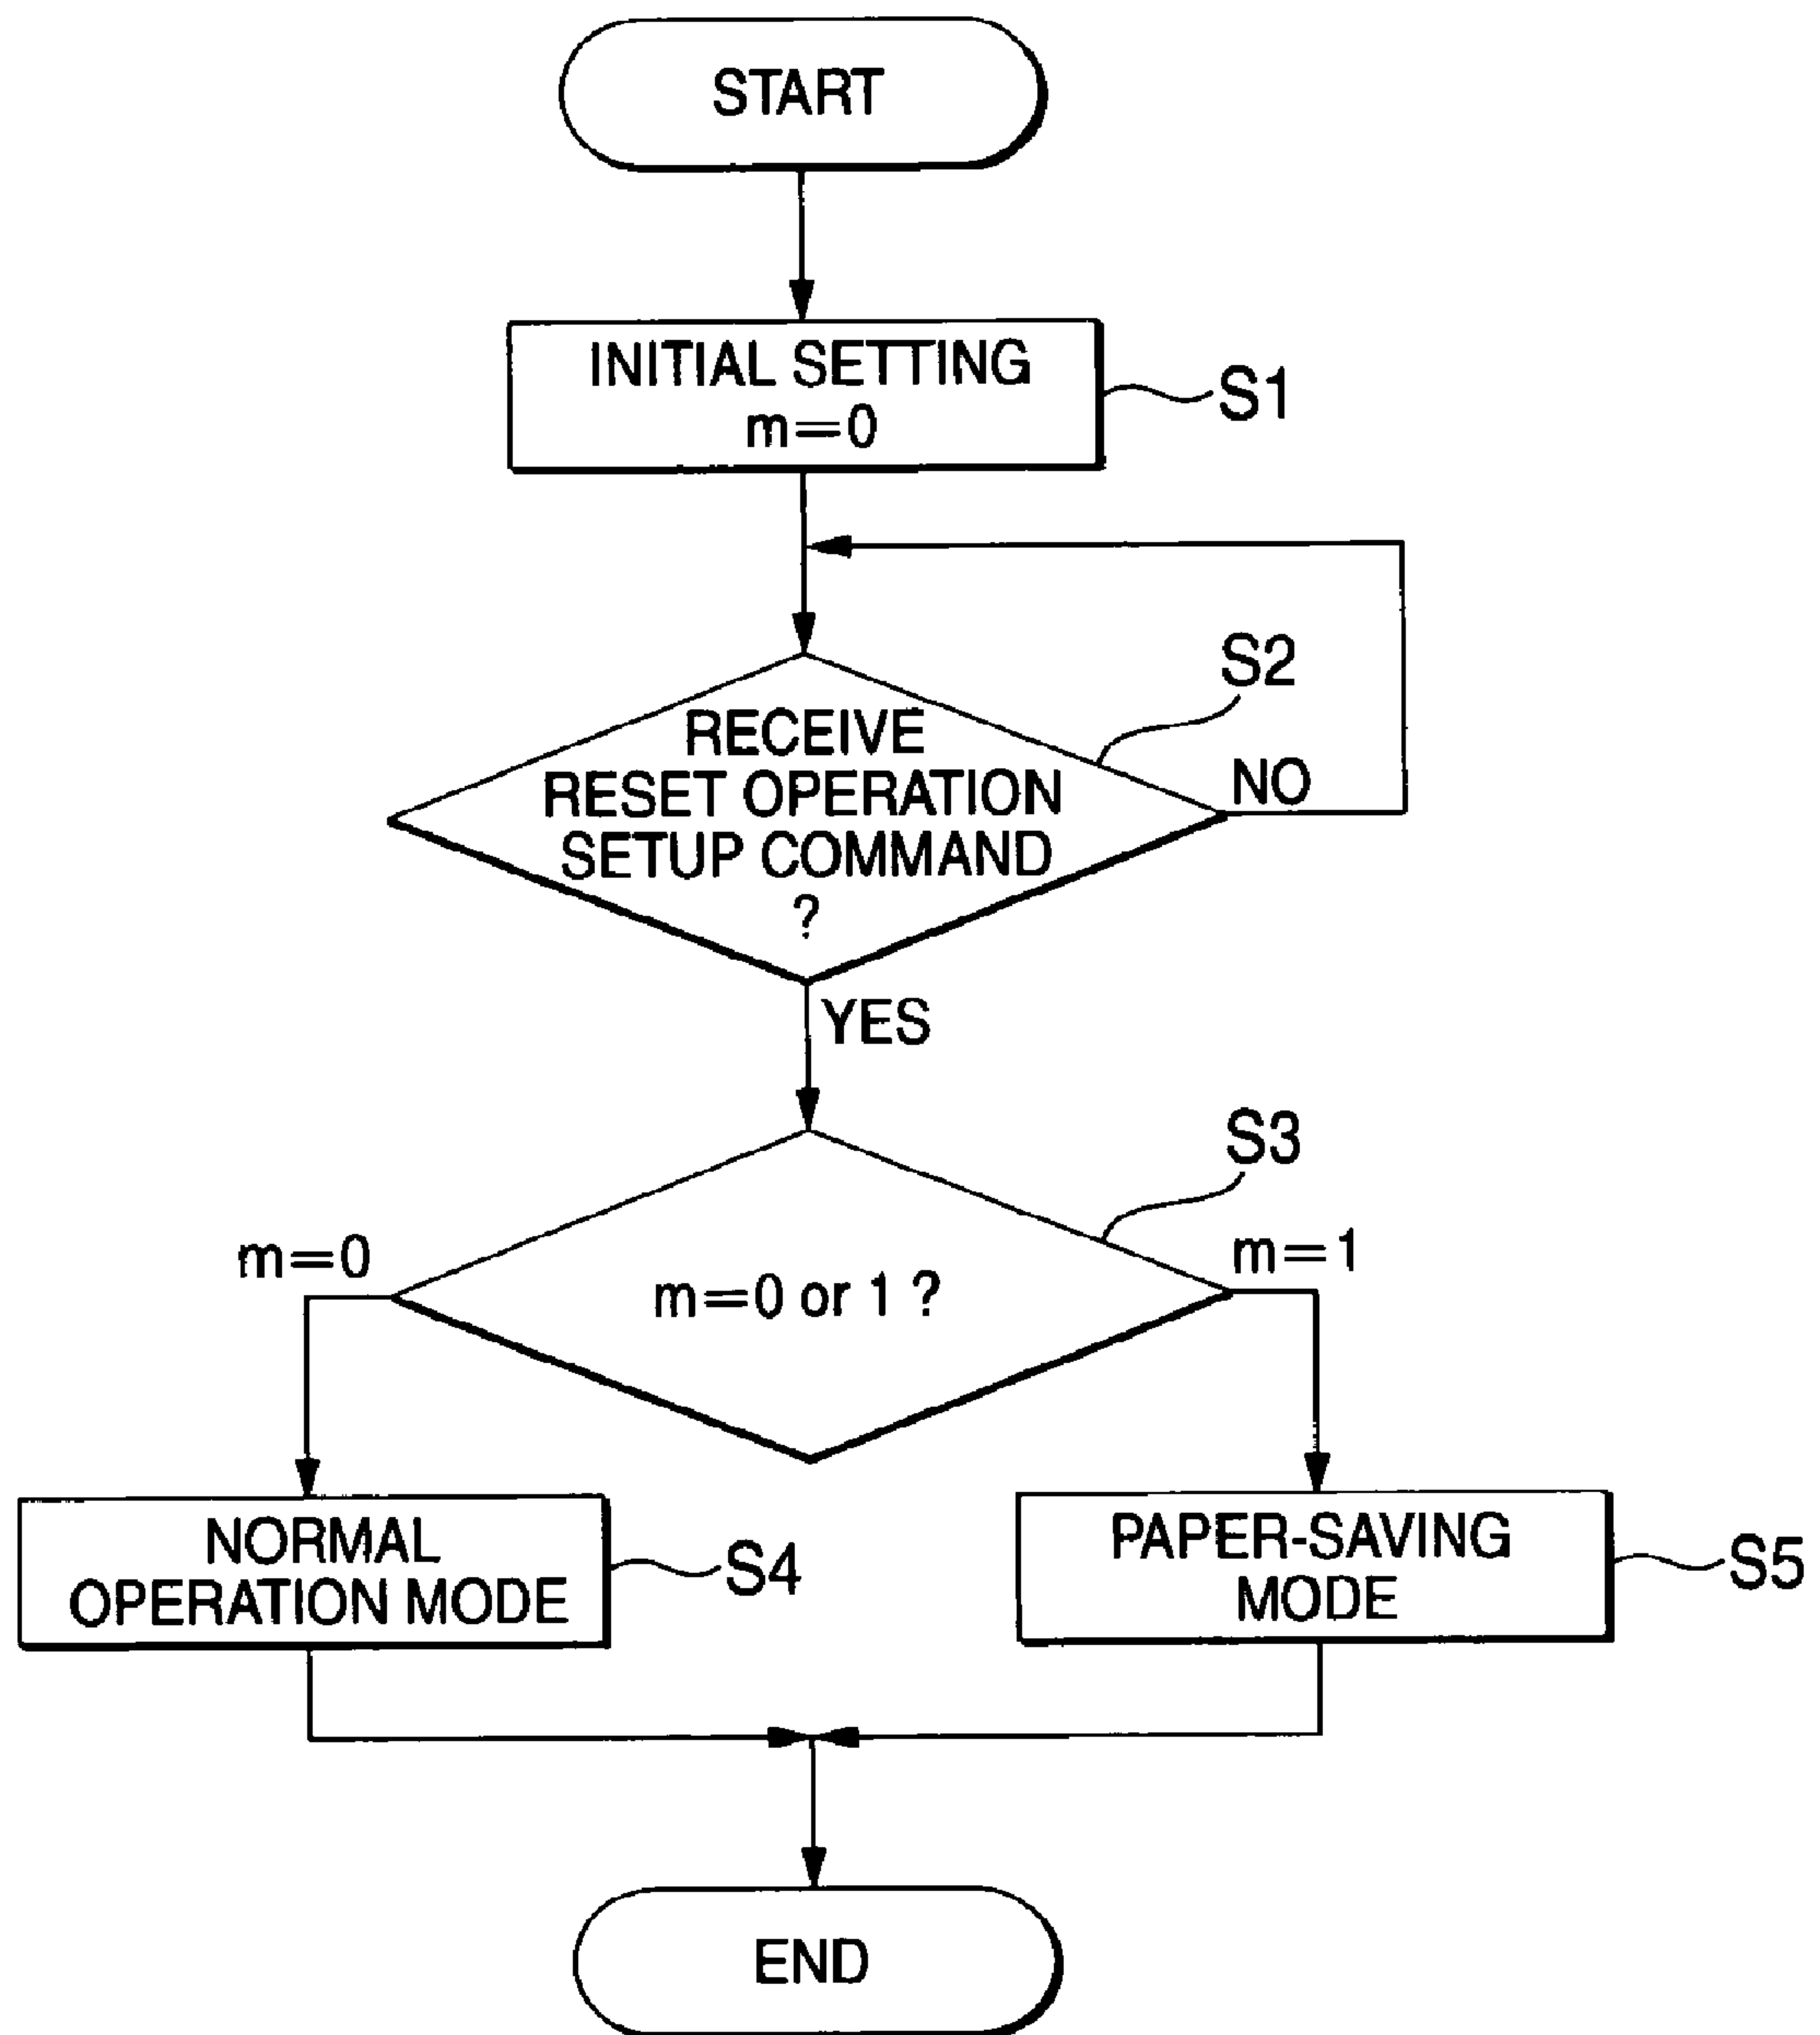 START
INITIAL SETTING
m=0
S1
S2
RECEIVE
RESET OPERATION
SETUP COMMAND
?
NO
YES
S3
m=0
m=0 or 1 ?
m=1
NORMAL
OPERATION MODE
S4
PAPER-SAVING
MODE
S5
END